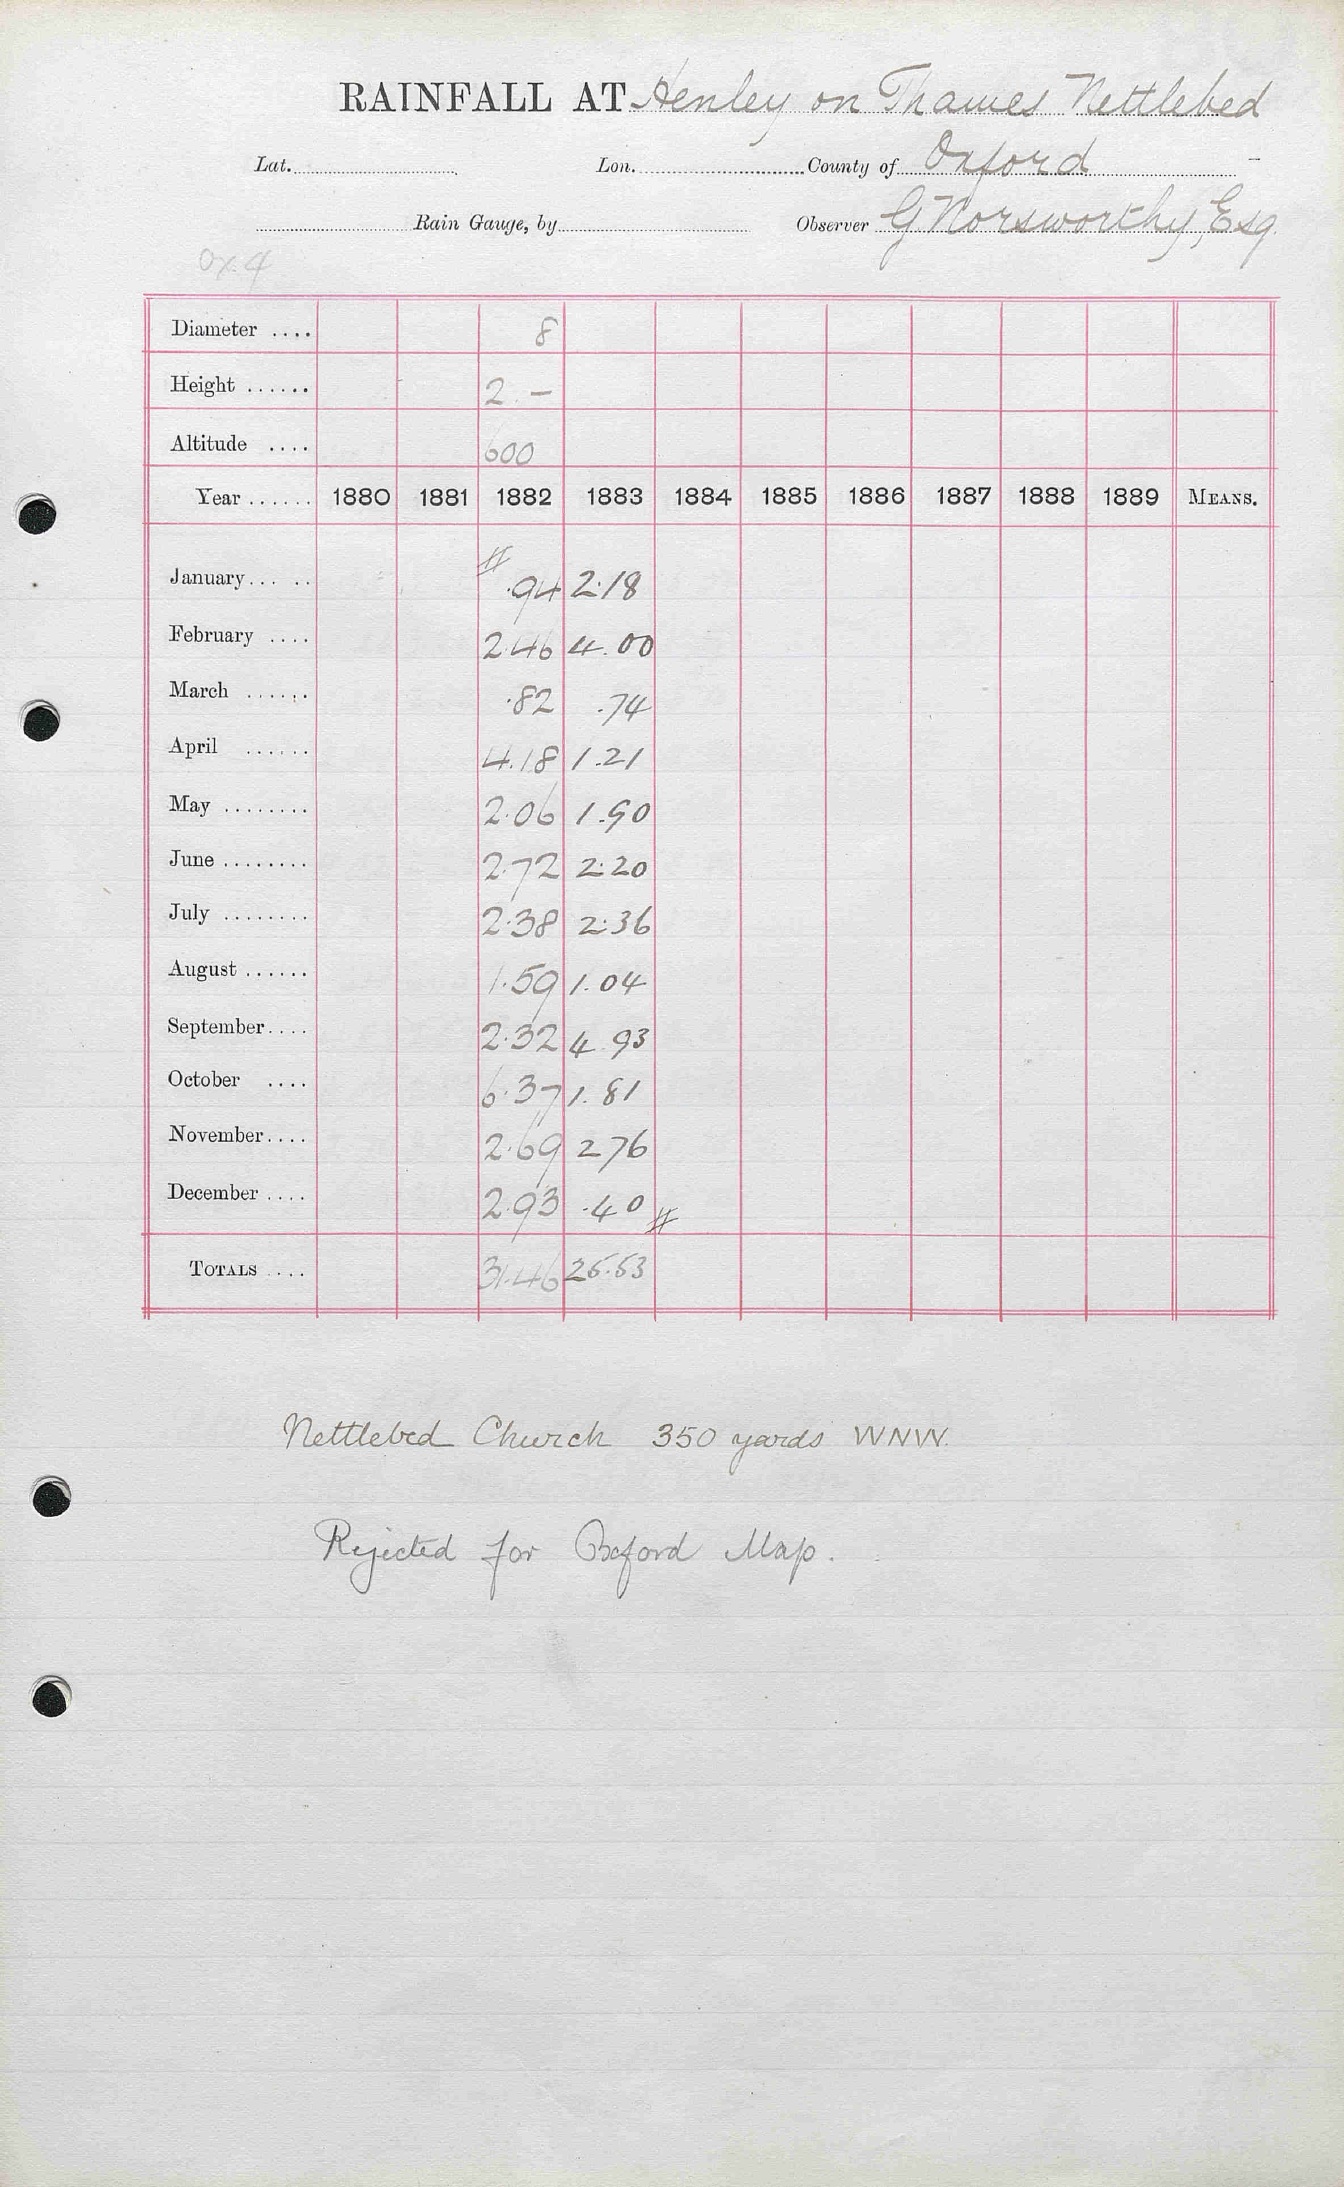 RAINFALL AT Henley on Thames Nettlebed
Lat. Lon. County of Oxford
Rain Gauge, by Observer G Norsworthy, Esq.
Ox. 4
Diameter .... 8
Height ...... 2 . –
Altitude .... 600
Year ...... 1880 1881 1882 1883 1884 1885 1886 1887 1888 1889 MEANS.
January ... .. # .94 2.18
February .... 2.46 4.00
March ...... .82 .74
April ...... 4.18 1.21
May ........ 2.06 1.90
June ........ 2.72 2.20
July ........ 2.38 2.36
August ...... 1.59 1.04
September .... 2.32 4.93
October .... 6.37 1.81
November .... 2.69 2 76
December .... 2.93 .40 #
TOTALS .... 31.46 25.53
Nettlebed Church 350 yards WNW.
Rejected for Oxford Map.